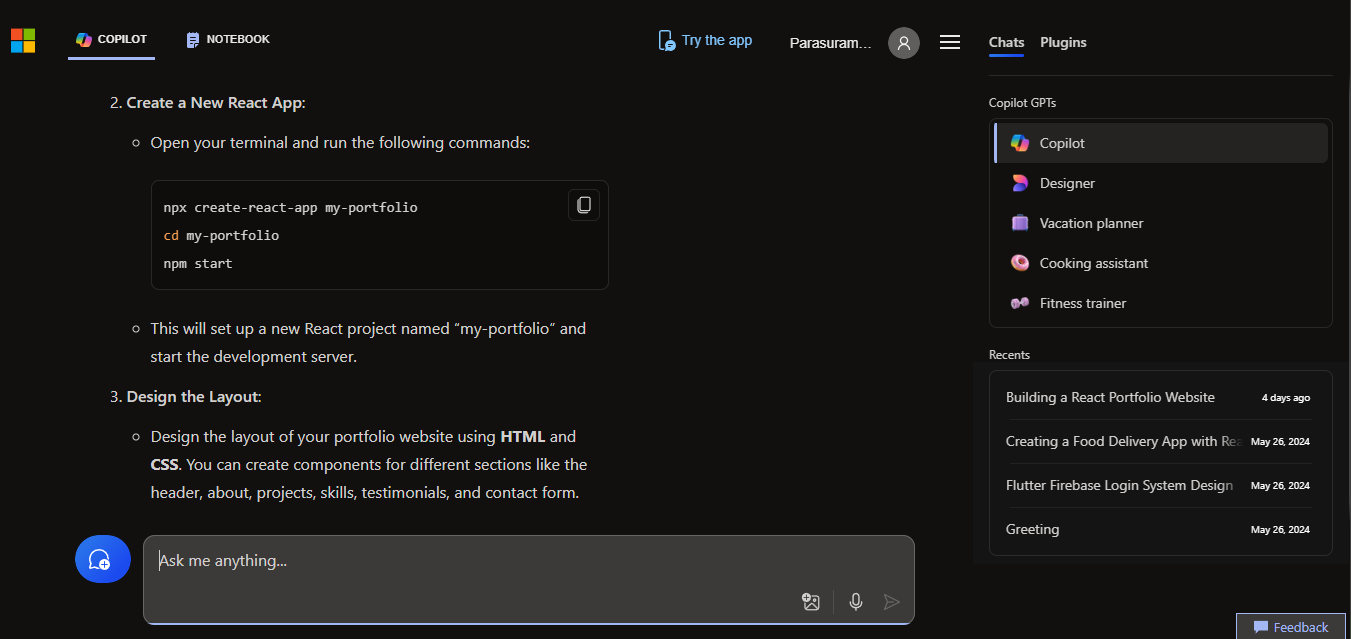 COPILOT
NOTEBOOK
Try the app
Parasuram...
Chats
Plugins
2. Create a New React App:
Open your terminal and run the following commands:
npx create-react-app my-portfolio
cd my-portfolio
npm start
This will set up a new React project named “my-portfolio” and
start the development server.
3. Design the Layout:
Design the layout of your portfolio website using HTML and
CSS. You can create components for different sections like the
header, about, projects, skills, testimonials, and contact form.
Ask me anything...
Copilot GPTs
Copilot
Designer
Vacation planner
Cooking assistant
Fitness trainer
Recents
Building a React Portfolio Website 4 days ago
Creating a Food Delivery App with Rea May 26, 2024
Flutter Firebase Login System Design May 26, 2024
Greeting May 26, 2024
Feedback